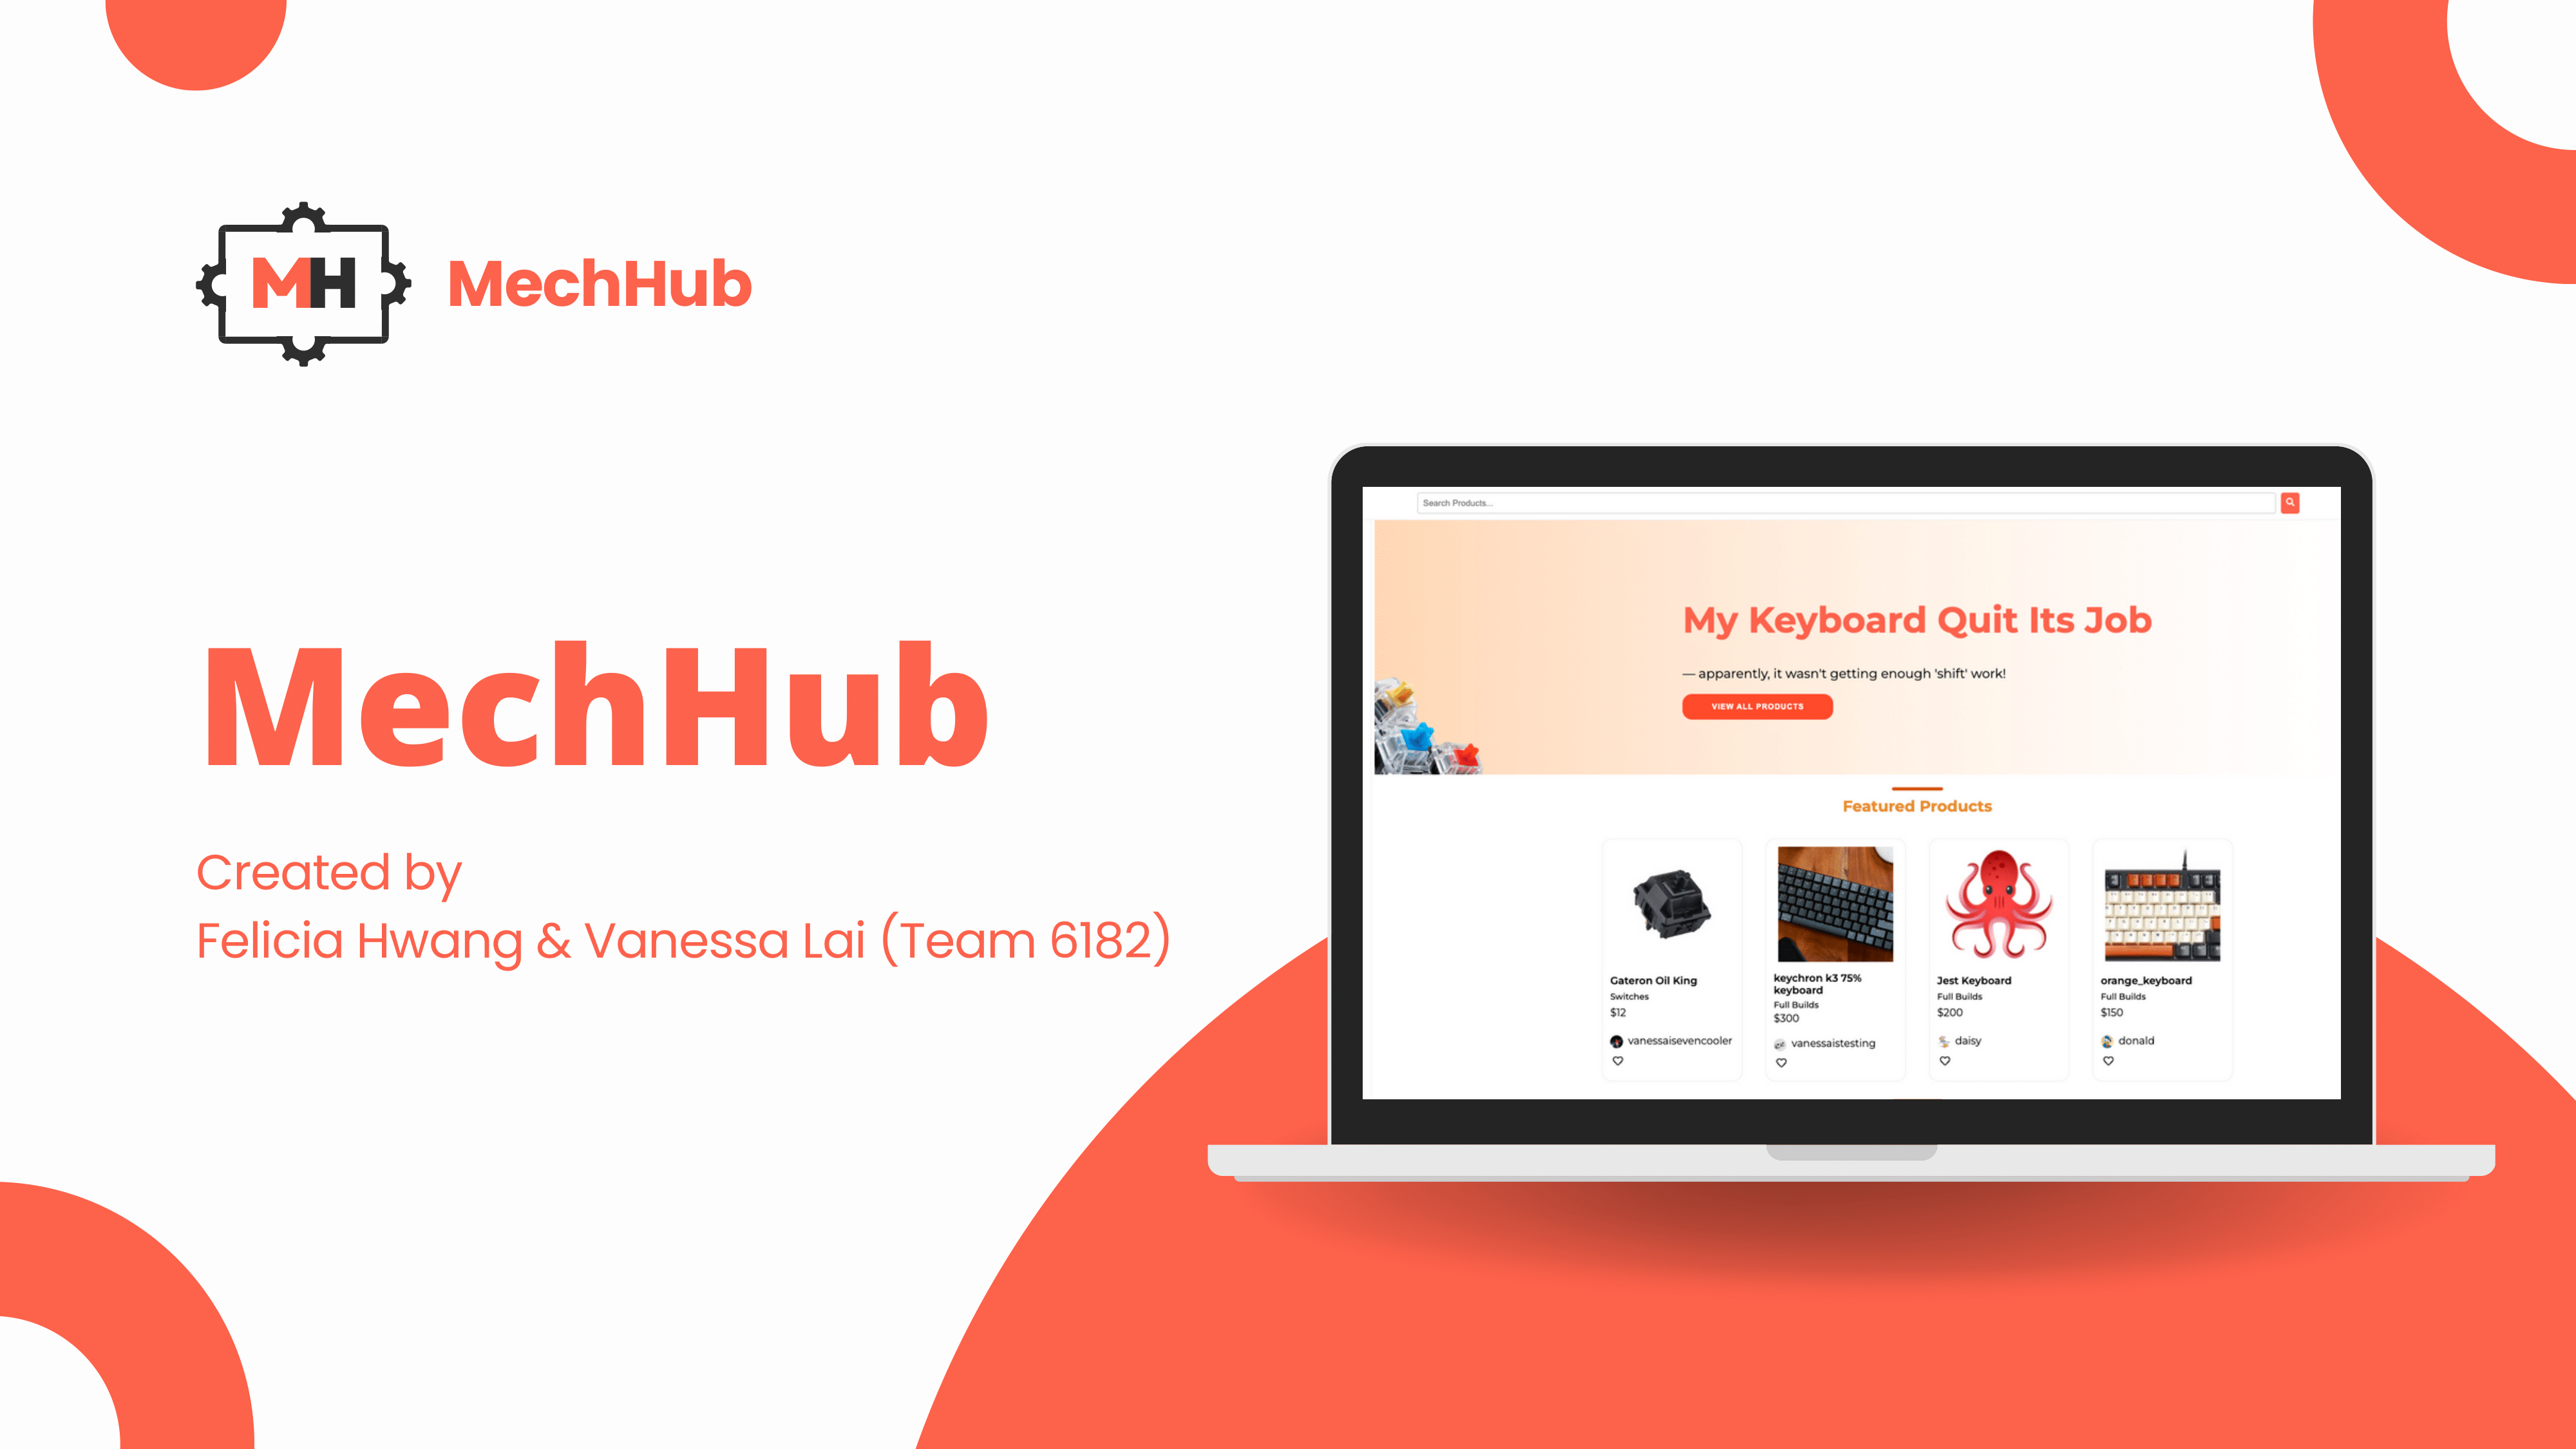 MH
MechHub
MechHub
Created by
Felicia Hwang & Vanessa Lai (Team 6182)
Search Products...
My Keyboard Quit Its Job
— apparently, it wasn't getting enough 'shift' work!
VIEW ALL PRODUCTS
Featured Products
Gateron Oil King
Switches
$12
vanessaisevencooler
keychron k3 75%
keyboard
Full Builds
$300
vanessaistesting
Jest Keyboard
Full Builds
$200
daisy
orange_keyboard
Full Builds
$150
donald